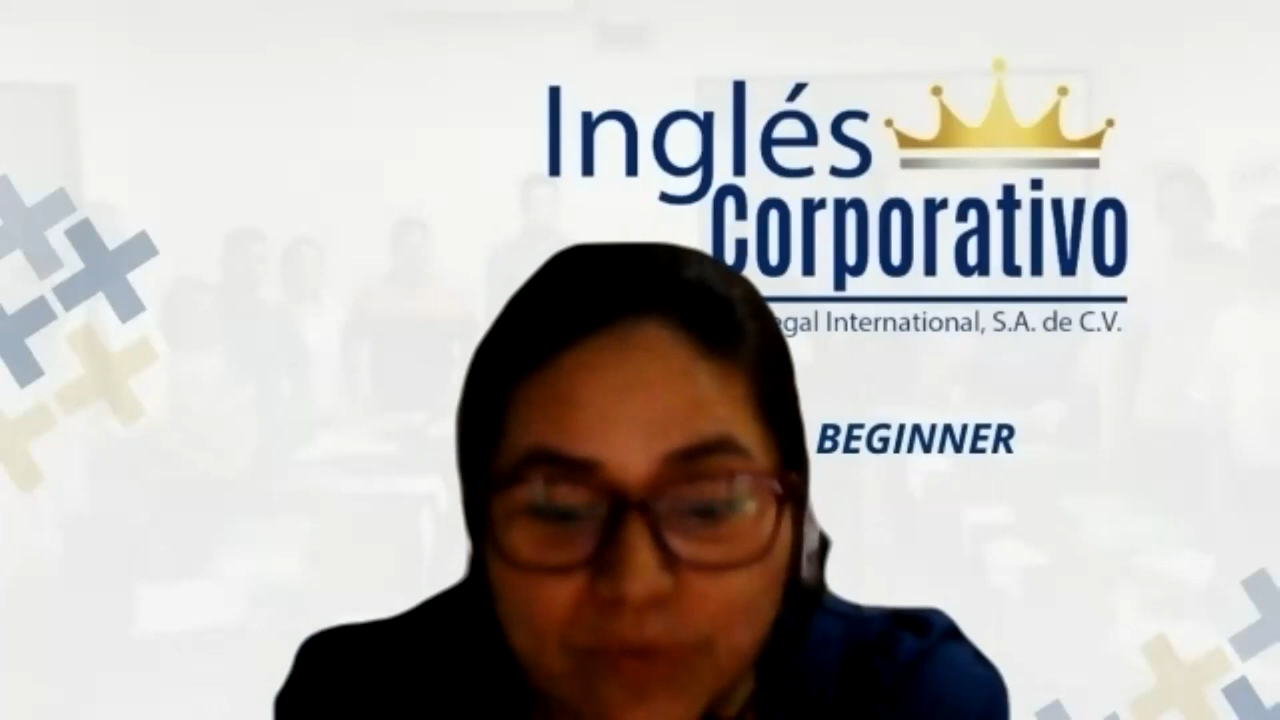 Inglés
Corporativo
International, S.A. de C.V.
BEGINNER